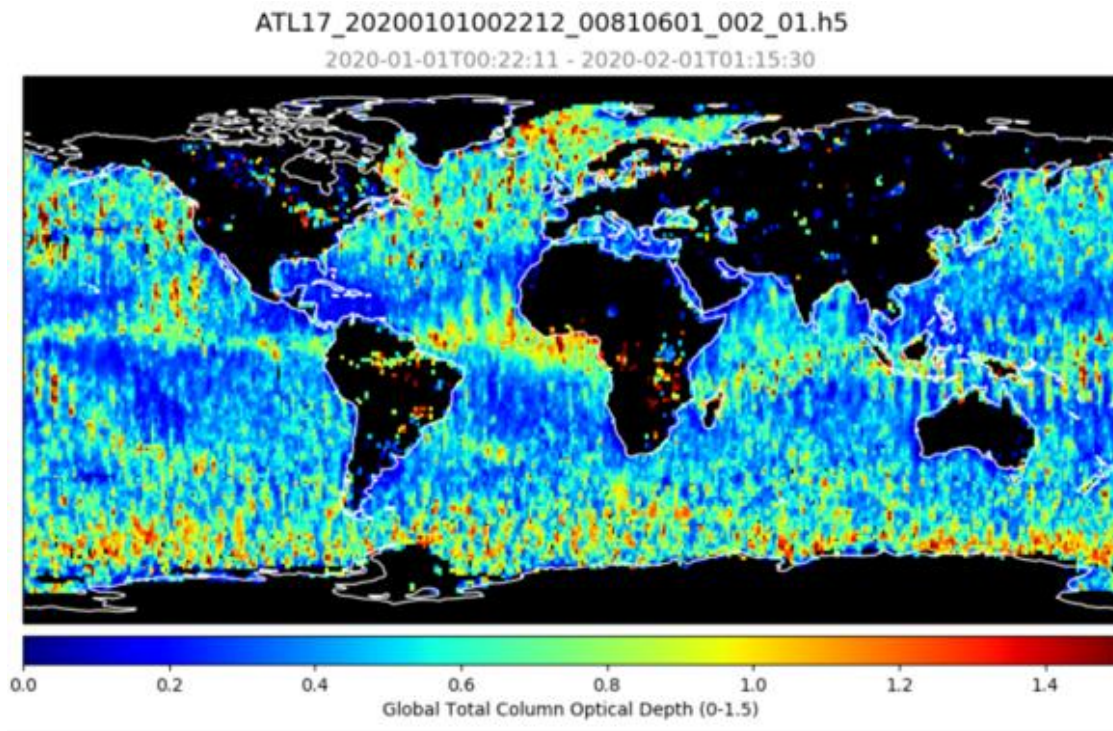 ATL17_20200101002212_00810601_002_01.h5
2020-01-01T00:22:11 - 2020-02-01T01:15:30
0.0 0.2 0.4 0.6 0.8 1.0 1.2 1.4
Global Total Column Optical Depth (0-1.5)